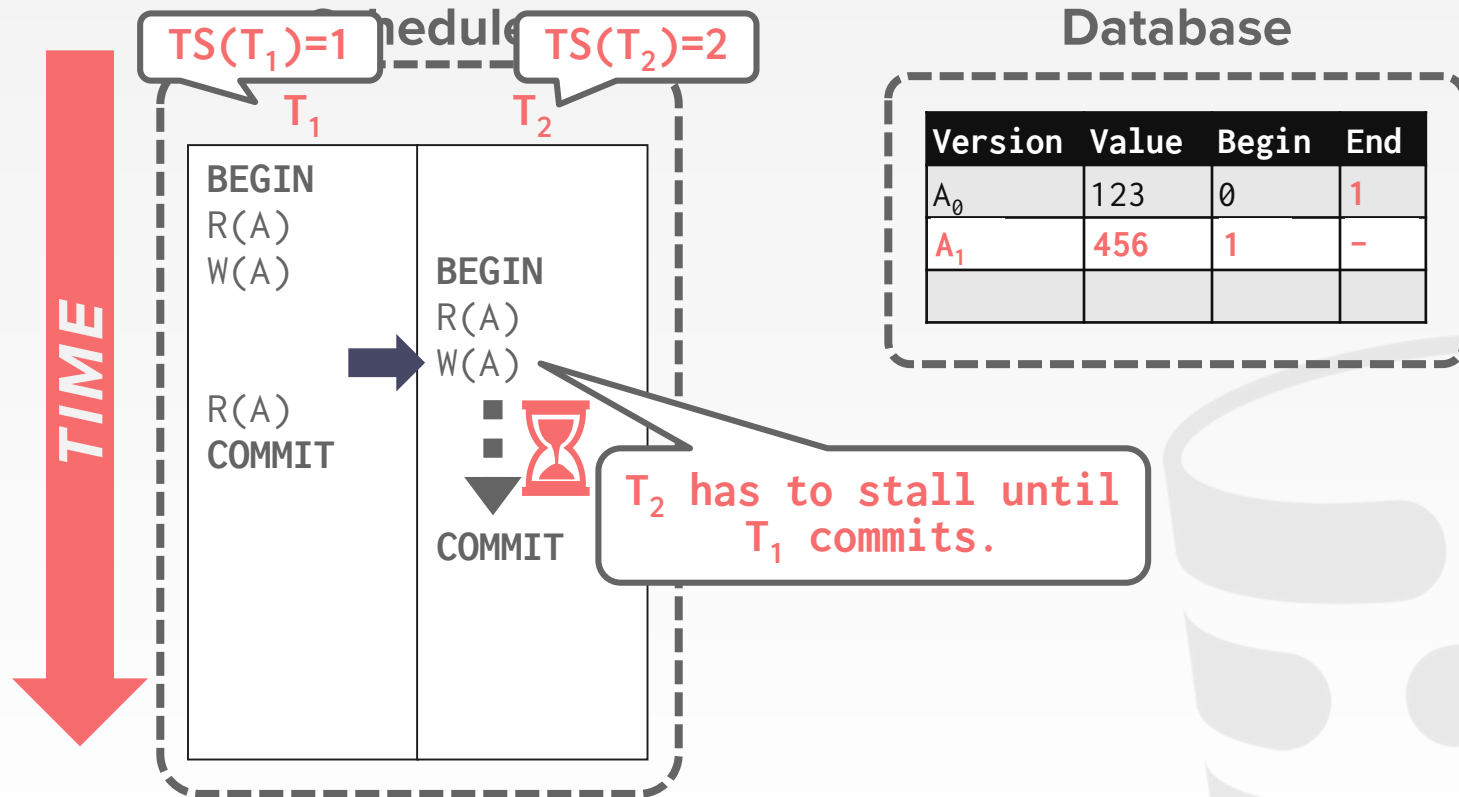 Schedule
Database
TS(T₁)=1
TS(T₂)=2
T₁
T₂
TIME
BEGIN
R(A)
W(A)
R(A)
COMMIT
BEGIN
R(A)
W(A)
COMMIT
T₂ has to stall until
T₁ commits.
Version Value Begin End
A₀ 123 0 1
A₁ 456 1 -